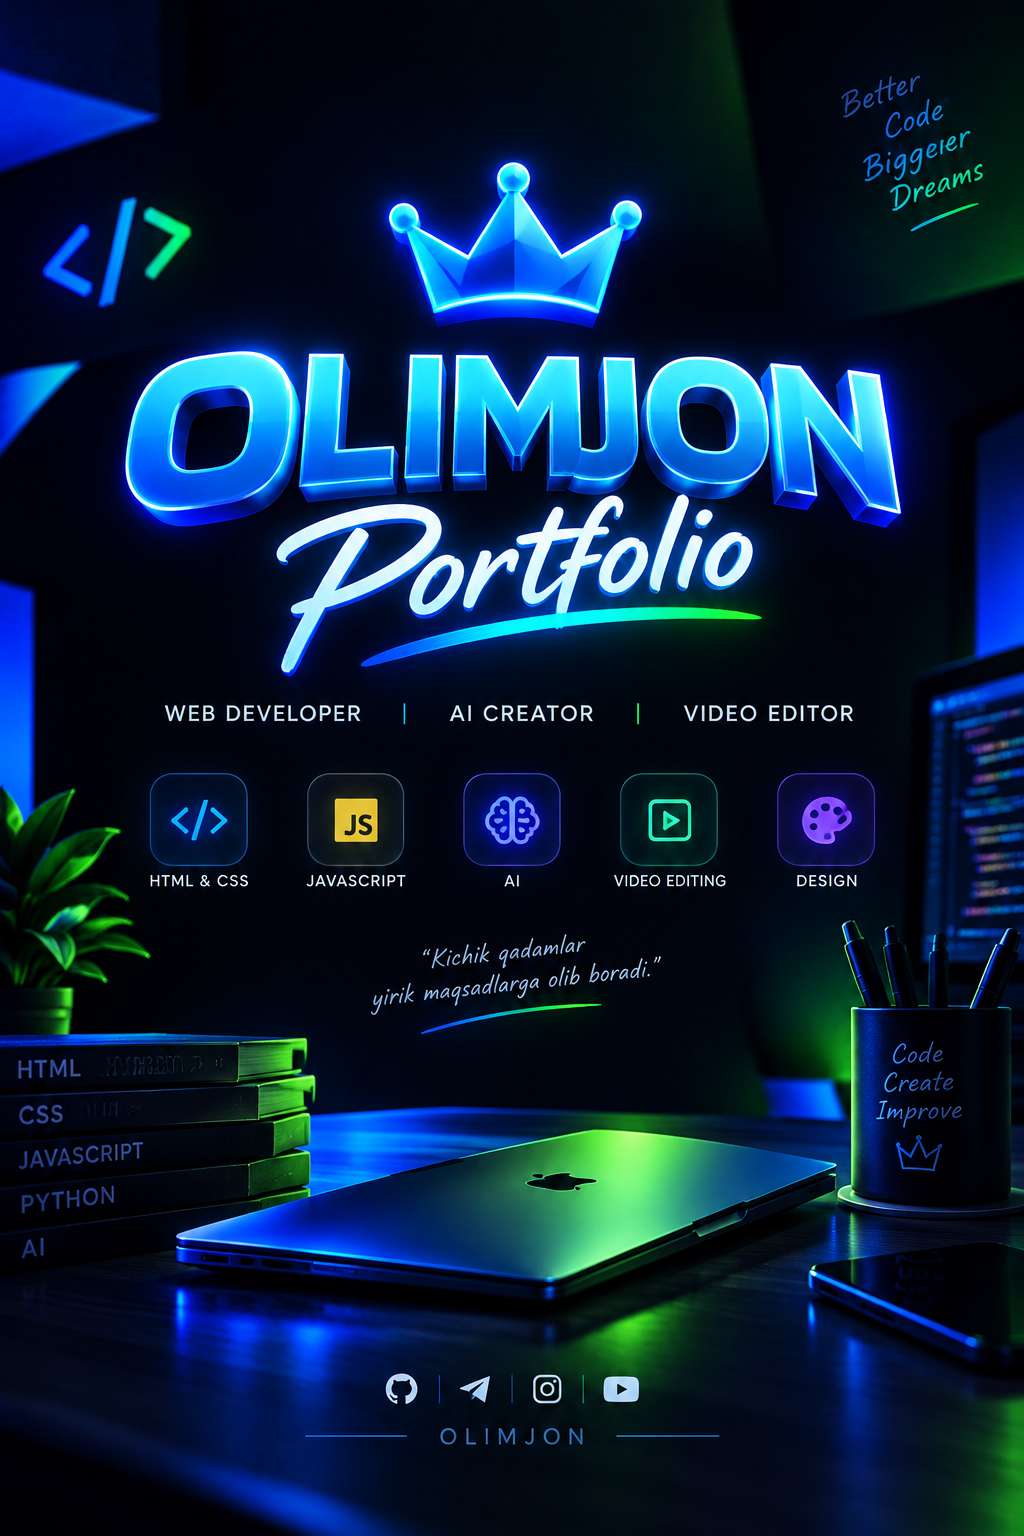 Better
Code
Biggeier
Dreams
</>
OLIMJON
Portfolio
WEB DEVELOPER | AI CREATOR | VIDEO EDITOR
</>
JS
HTML & CSS JAVASCRIPT AI VIDEO EDITING DESIGN
“Kichik qadamlar
yirik maqsadlarga olib boradi.”
HTML
CSS
JAVASCRIPT
PYTHON
AI
Code
Create
Improve
OLIMJON